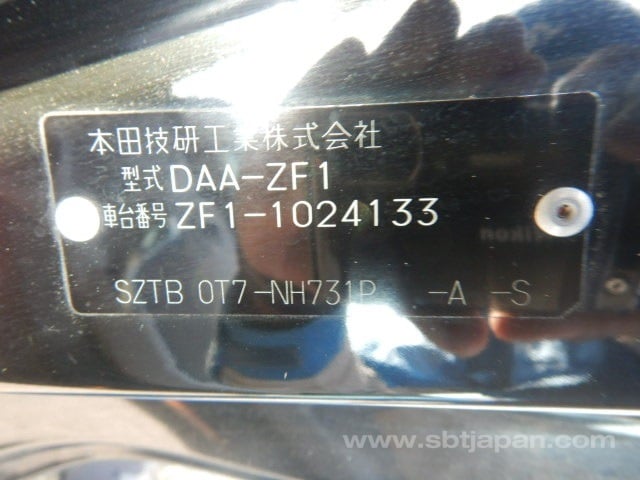 本田技研工業株式会社
型式 DAA-ZF1
車台番号 ZF1-1024133
SZTB 0T7-NH731P -A -S
www.sbtjapan.com